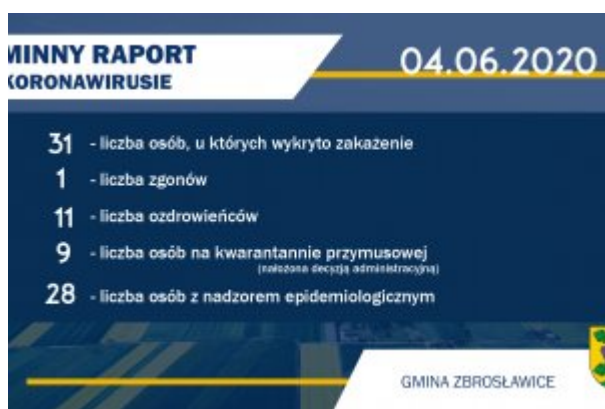 MINNY RAPORT
KORONAWIRUSIE
04.06.2020
31 - liczba osób, u których wykryto zakażenie
1 - liczba zgonów
11 - liczba ozdrowieńców
9 - liczba osób na kwarantannie przymusowej
(nałożona decyzją administracyjną)
28 - liczba osób z nadzorem epidemiologicznym
GMINA ZBROSŁAWICE